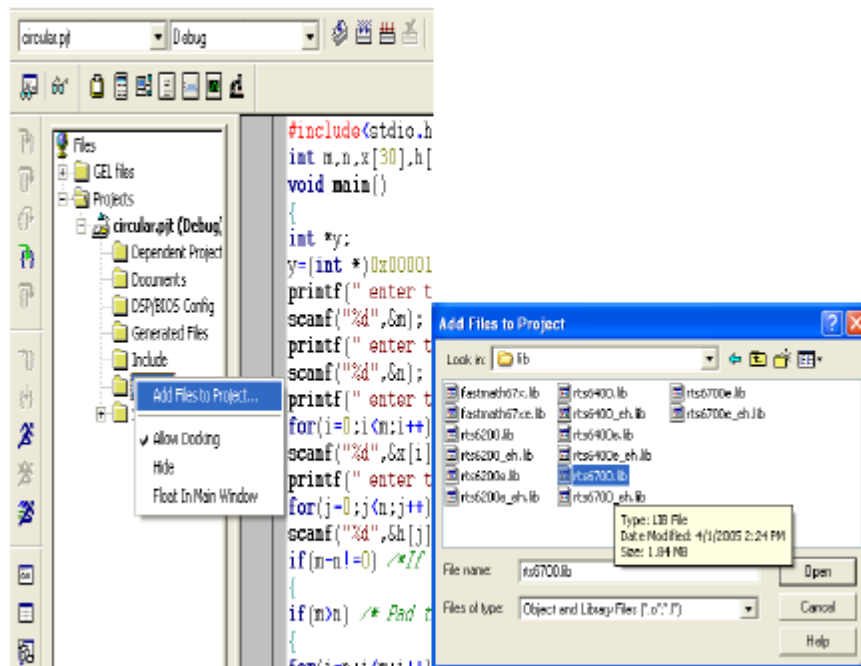 circular.pjt
Debug
Files
GEL files
Projects
circular.pjt (Debug)
Dependent Project
Documents
DSP/BIOS Config
Generated Files
Include
Add Files to Project...
Allow Docking
Hide
Float In Main Window
#include<stdio.h
int m,n,x[30],h[
void main()
{
int *y;
y=(int *)0x00001
printf(" enter t
scanf("%d",&m);
printf(" enter t
scanf("%d",&n);
printf(" enter t
for(i=0;i<m;i++)
scanf("%d",&x[i]
printf(" enter t
for(j=0;j<n;j++)
scanf("%d",&h[j]
if(m-n!=0) /*If
{
if(m>n) /* Pad t
{
for(i=n;i<m;i++)
Add Files to Project
Look in:
lib
fastmath67x.lib
rts6400.lib
rts6700e.lib
fastmath67xe.lib
rts6400_eh.lib
rts6700e_eh.lib
rts6200.lib
rts6400e.lib
rts6200_eh.lib
rts6400e_eh.lib
rts6200e.lib
rts6700.lib
rts6200e_eh.lib
rts6700_eh.lib
Type: LIB File
Date Modified: 4/1/2005 2:24 PM
Size: 1.84 MB
File name:
rts6700.lib
Open
Files of type:
Object and Library Files (*.o*,*.l*)
Cancel
Help